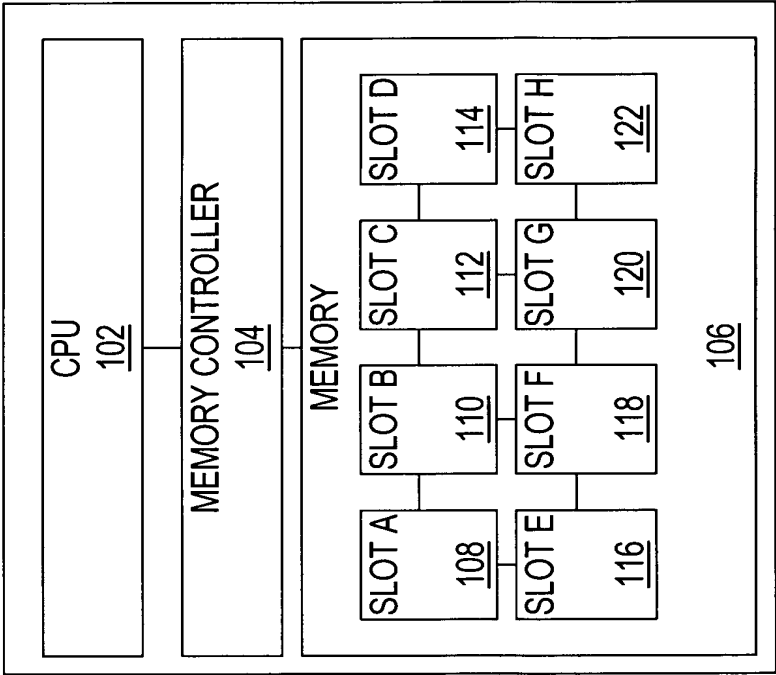 CPU
102
MEMORY CONTROLLER
104
MEMORY
SLOT A
108
SLOT B
110
SLOT C
112
SLOT D
114
SLOT E
116
SLOT F
118
SLOT G
120
SLOT H
122
106